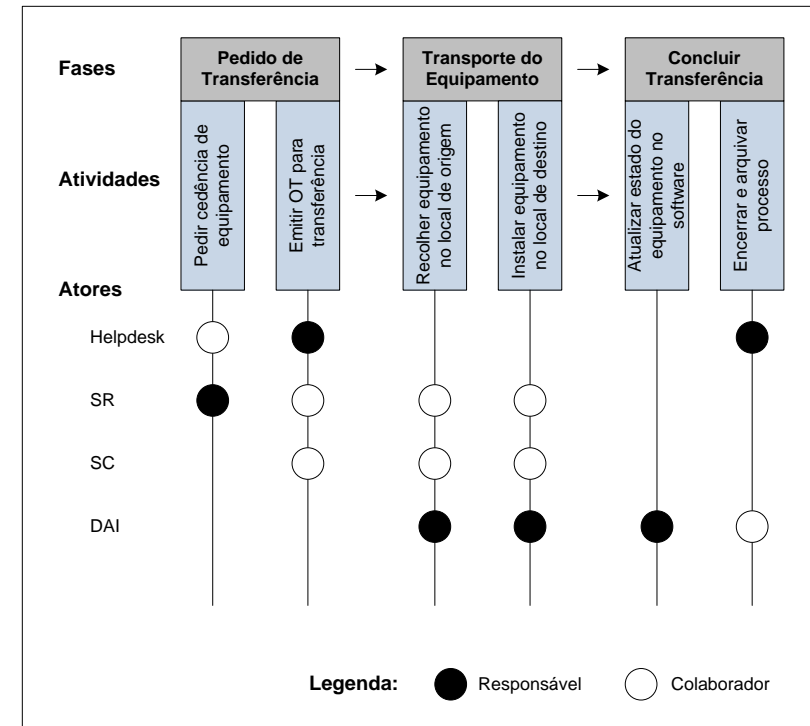 Fases
Pedido de
Transferência
Transporte do
Equipamento
Concluir
Transferência
Atividades
Pedir cedência de
equipamento
Emitir OT para
transferência
Recolher equipamento
no local de origem
Instalar equipamento
no local de destino
Atualizar estado do
equipamento no
software
Encerrar e arquivar
processo
Atores
Helpdesk
SR
SC
DAI
Legenda:
Responsável
Colaborador